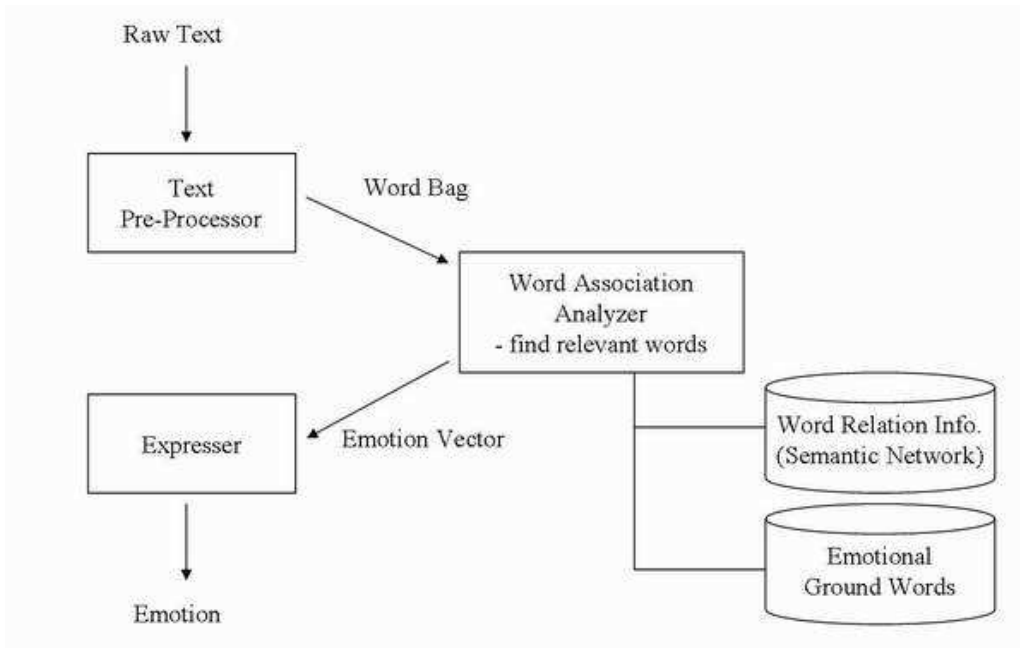 Raw Text
Text
Pre-Processor
Word Bag
Word Association
Analyzer
- find relevant words
Expresser
Emotion Vector
Word Relation Info.
(Semantic Network)
Emotional
Ground Words
Emotion